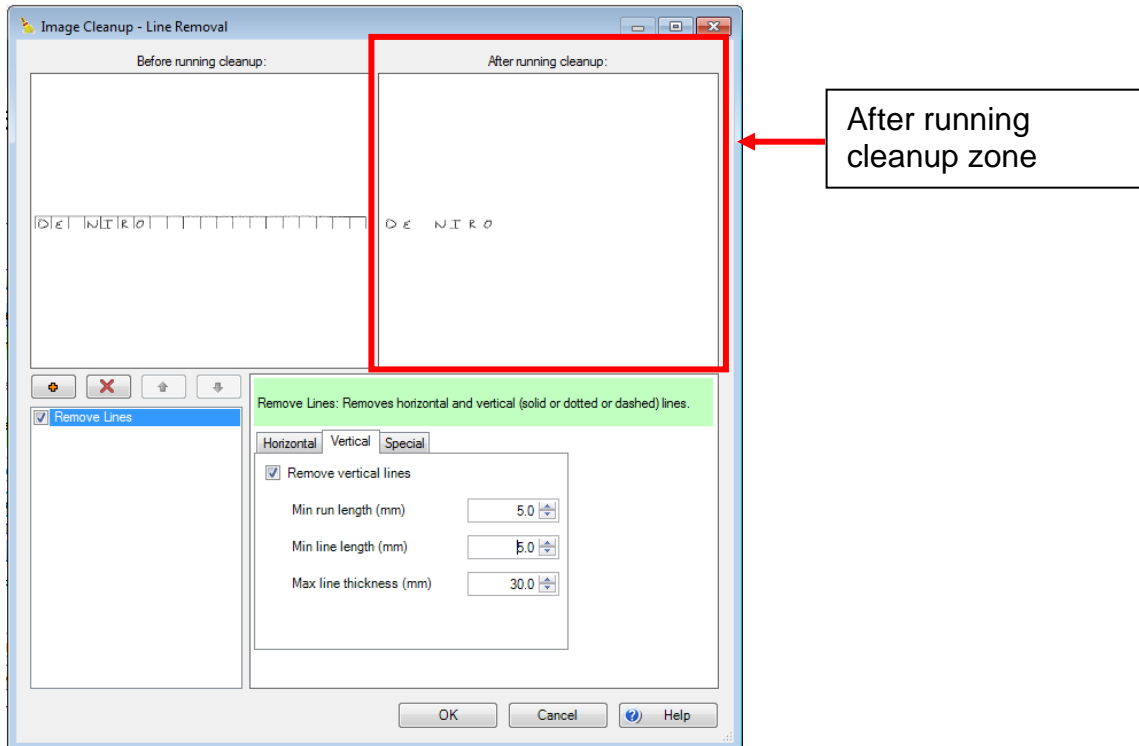 Image Cleanup - Line Removal
Before running cleanup:
After running cleanup:
DE NIRO
DE NIRO
After running
cleanup zone
Remove Lines
Remove Lines: Removes horizontal and vertical (solid or dotted or dashed) lines.
Horizontal Vertical Special
Remove vertical lines
Min run length (mm) 5.0
Min line length (mm) 5.0
Max line thickness (mm) 30.0
OK Cancel Help